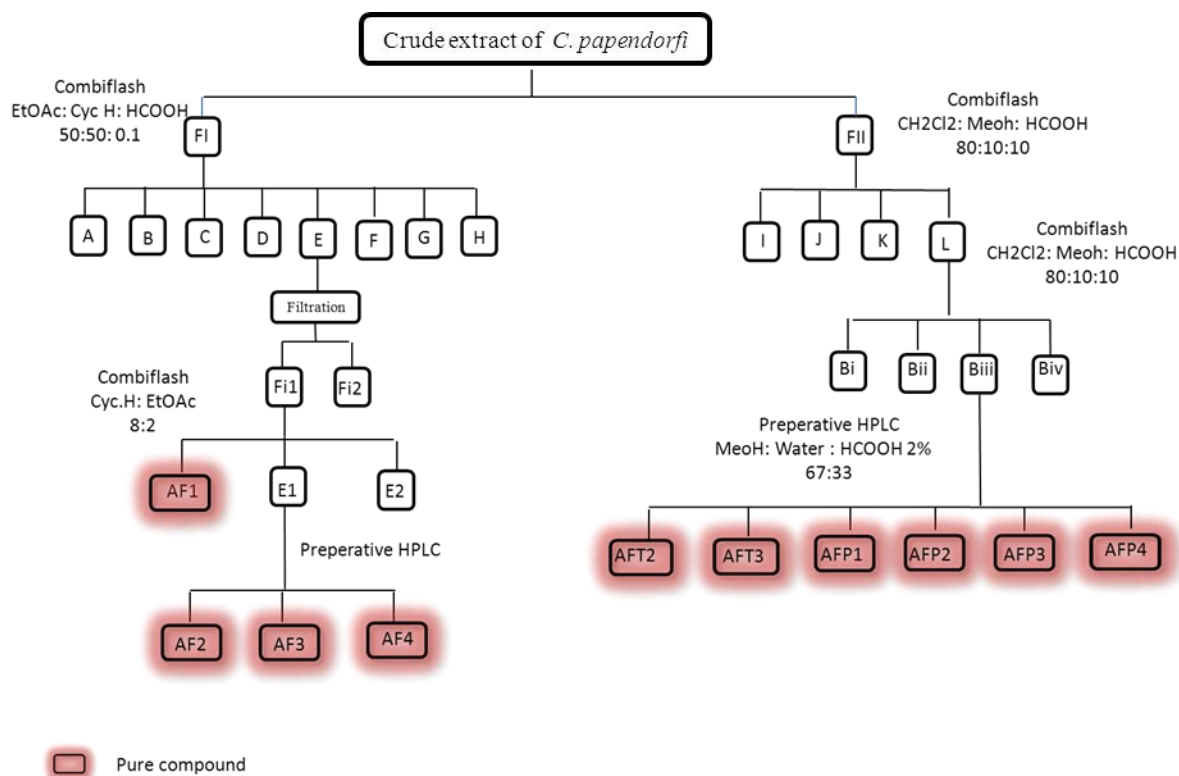 Crude extract of C. papendorfi
Combiflash
EtOAc: Cyc H: HCOOH
50:50: 0.1
FI
Combiflash
CH2Cl2: Meoh: HCOOH
80:10:10
FII
A
B
C
D
E
F
G
H
I
J
K
L
Combiflash
CH2Cl2: Meoh: HCOOH
80:10:10
Filtration
Fi1
Fi2
Combiflash
Cyc.H: EtOAc
8:2
Bi
Bii
Biii
Biv
Preperative HPLC
MeoH: Water : HCOOH 2%
67:33
AF1
E1
E2
Preperative HPLC
AFT2
AFT3
AFP1
AFP2
AFP3
AFP4
AF2
AF3
AF4
Pure compound